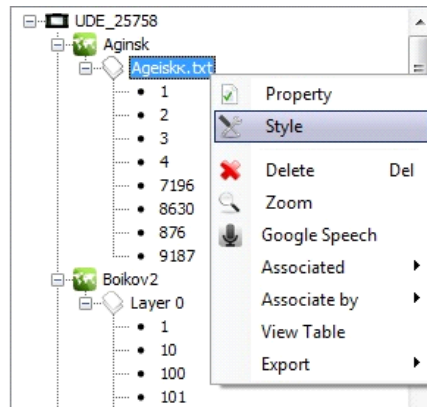 UDE_25758
Aginsk
Ageiskк.txt
1
2
3
4
7196
8630
876
9187
Boikov2
Layer 0
1
10
100
101
Property
Style
Delete Del
Zoom
Google Speech
Associated
Associate by
View Table
Export